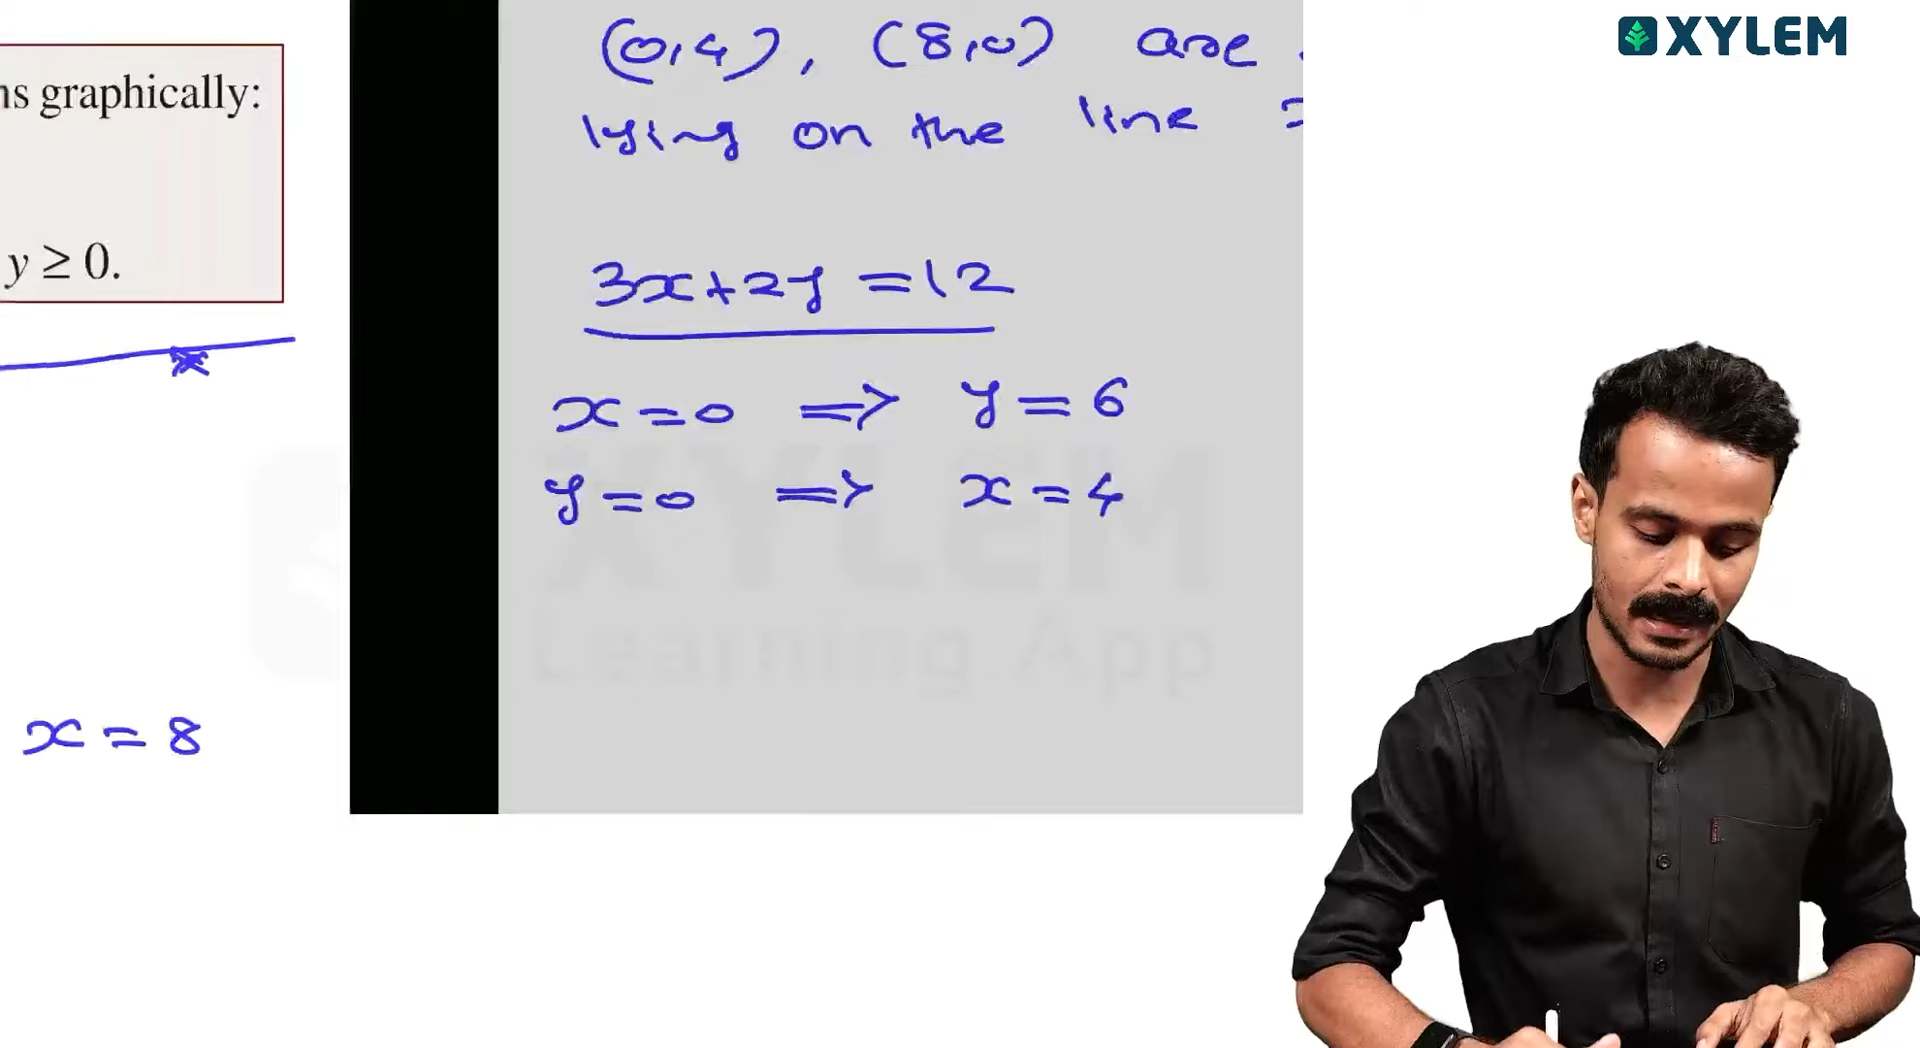 XYLEM
ns graphically:
y ≥ 0.
x = 8
(0,4), (8,0) are
lying on the line
3x+2y = 12
x = 0 ⟹ y = 6
y = 0 ⟹ x = 4
XYLEM
Learning App